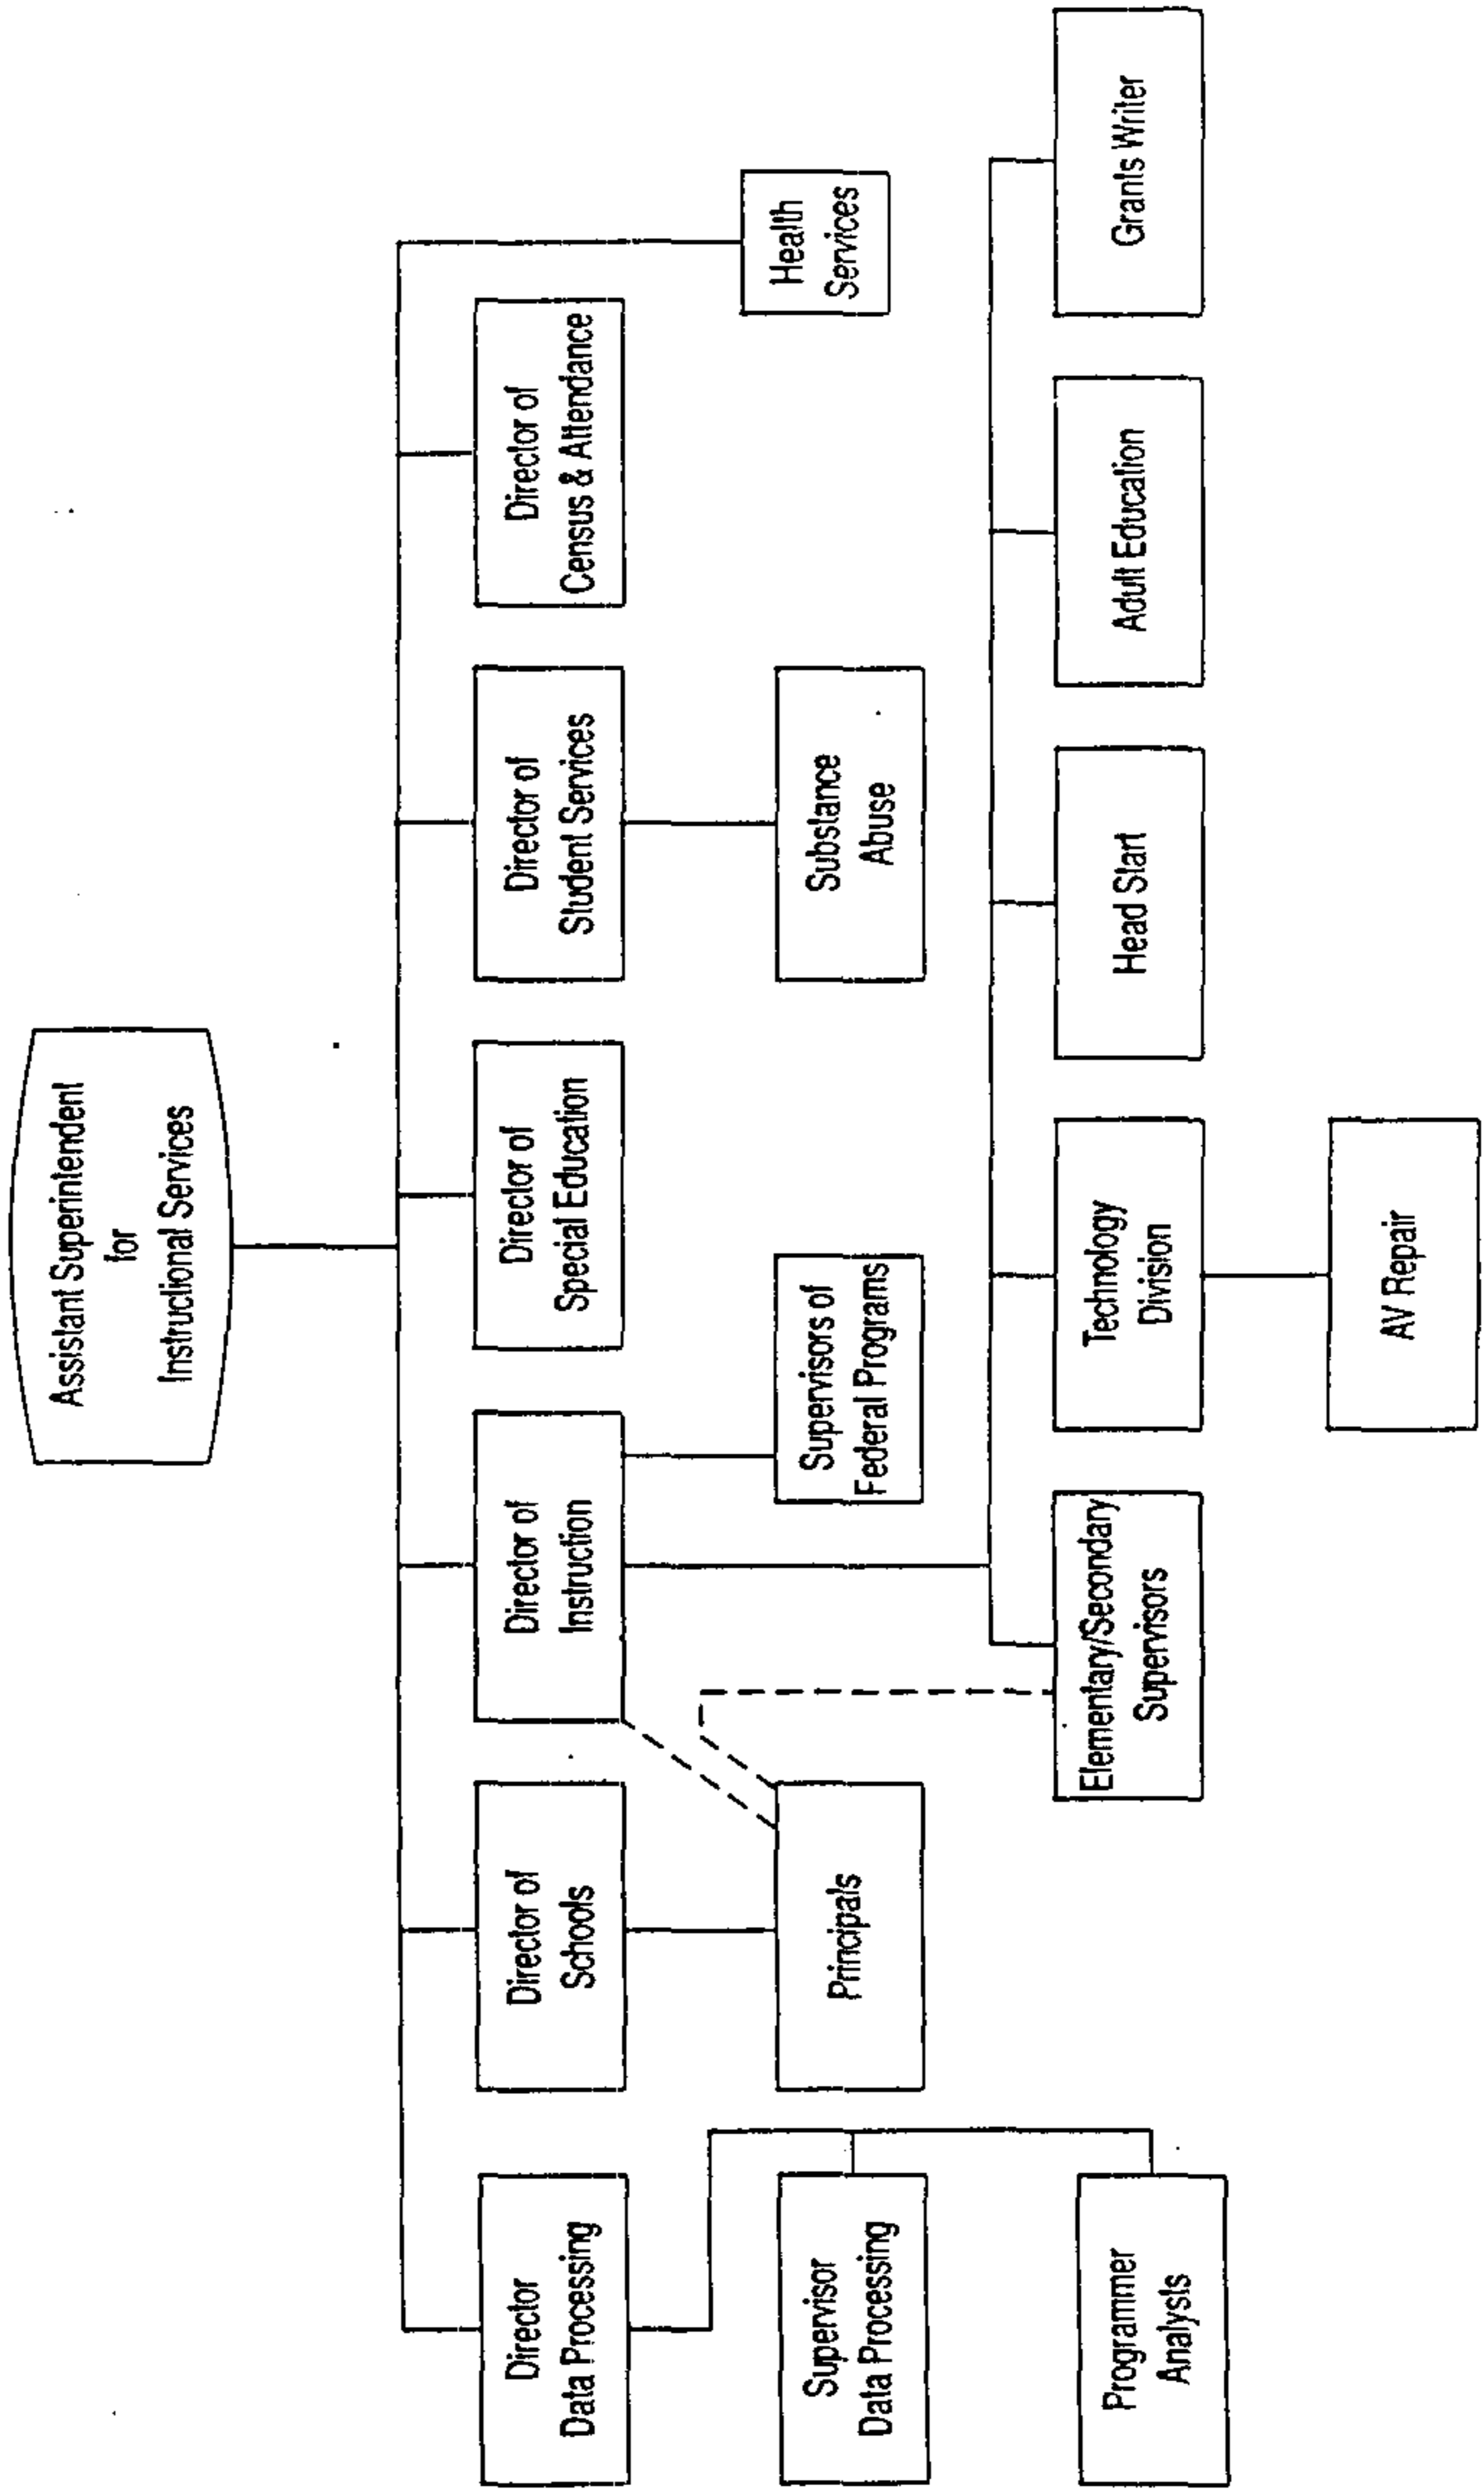 Assistant Superintendent
for
Instructional Services
Director
Data Processing
Director of
Schools
Director of
Instruction
Director of
Special Education
Director of
Student Services
Director of
Census & Attendance
Health
Services
Supervisor
Data Processing
Principals
Supervisors of
Federal Programs
Substance
Abuse
Programmer
Analysts
Elementary/Secondary
Supervisors
Technology
Division
Head Start
Adult Education
Grants Writer
AV Repair